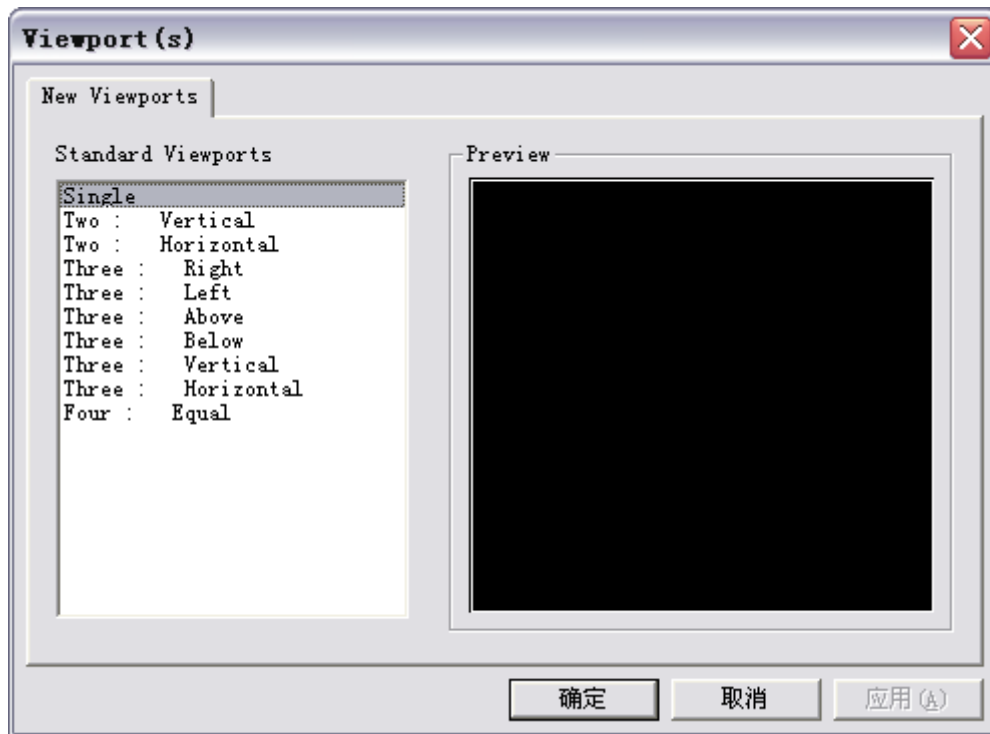 Viewport(s)
New Viewports
Standard Viewports
Preview
Single
Two :   Vertical
Two :   Horizontal
Three :   Right
Three :   Left
Three :   Above
Three :   Below
Three :   Vertical
Three :   Horizontal
Four :   Equal
确定
取消
应用(A)